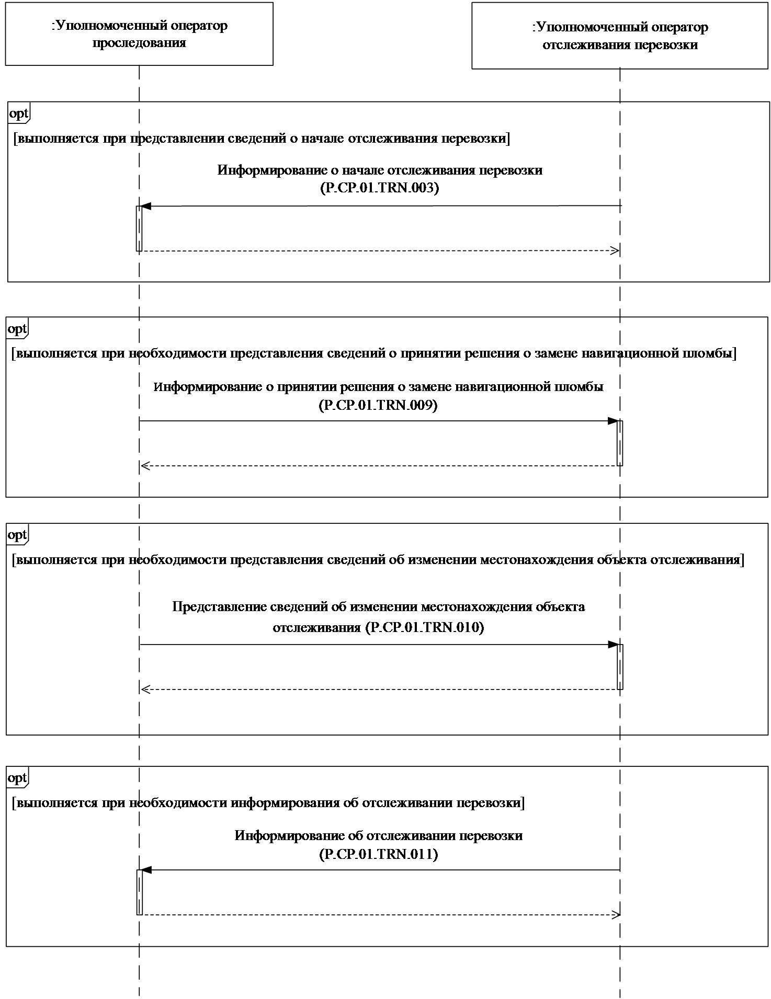 :Уполномоченный оператор
проследования
:Уполномоченный оператор
отслеживания перевозки
opt
[выполняется при представлении сведений о начале отслеживания перевозки]
Информирование о начале отслеживания перевозки
(P.CP.01.TRN.003)
opt
[выполняется при необходимости представления сведений о принятии решения о замене навигационной пломбы]
Информирование о принятии решения о замене навигационной пломбы
(P.CP.01.TRN.009)
opt
[выполняется при необходимости представления сведений об изменении местонахождения объекта отслеживания]
Представление сведений об изменении местонахождения объекта
отслеживания (P.CP.01.TRN.010)
opt
[выполняется при необходимости информирования об отслеживании перевозки]
Информирование об отслеживании перевозки
(P.CP.01.TRN.011)